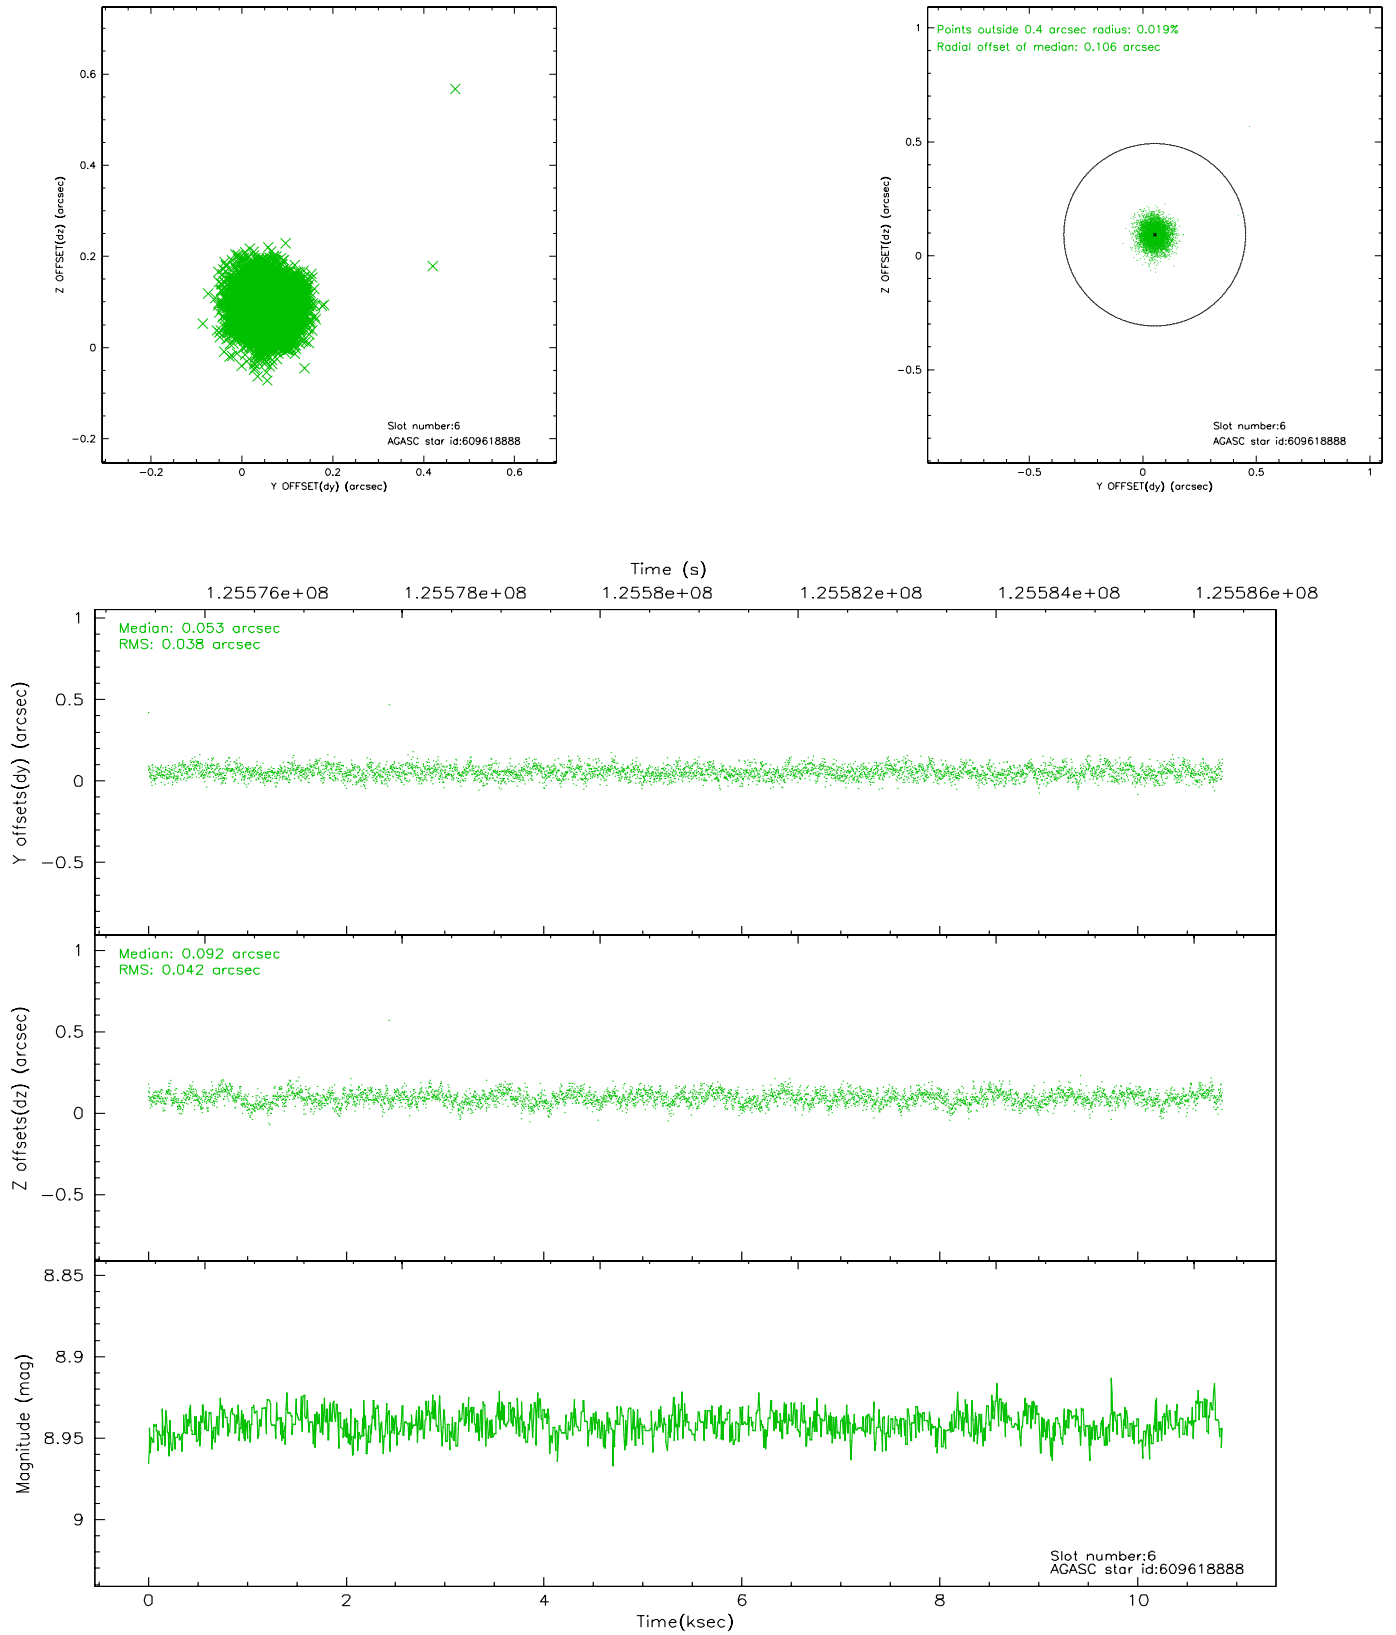 0.6
0.4
0.2
0
−0.2
Z OFFSET(dz) (arcsec)
Slot number:6
AGASC star id:609618888
−0.2 0 0.2 0.4 0.6
Y OFFSET(dy) (arcsec)
Points outside 0.4 arcsec radius: 0.019%
Radial offset of median: 0.106 arcsec
1
0.5
0
−0.5
Z OFFSET(dz) (arcsec)
Slot number:6
AGASC star id:609618888
−0.5 0 0.5 1
Y OFFSET(dy) (arcsec)
Time (s)
1.25576e+08 1.25578e+08 1.2558e+08 1.25582e+08 1.25584e+08 1.25586e+08
Median: 0.053 arcsec
RMS: 0.038 arcsec
1
0.5
0
−0.5
Y offsets(dy) (arcsec)
Median: 0.092 arcsec
RMS: 0.042 arcsec
1
0.5
0
−0.5
Z offsets(dz) (arcsec)
8.85
8.9
8.95
9
Magnitude (mag)
Slot number:6
AGASC star id:609618888
0 2 4 6 8 10
Time(ksec)